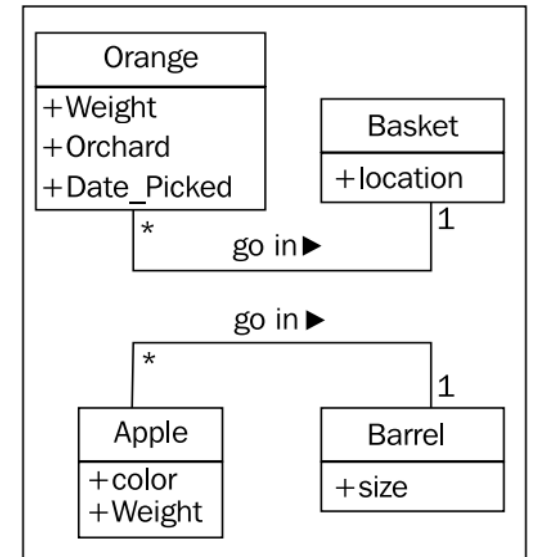 Orange
+Weight
+Orchard
+Date_Picked
Basket
+location
*
1
go in▶
go in▶
*
1
Apple
+color
+Weight
Barrel
+size